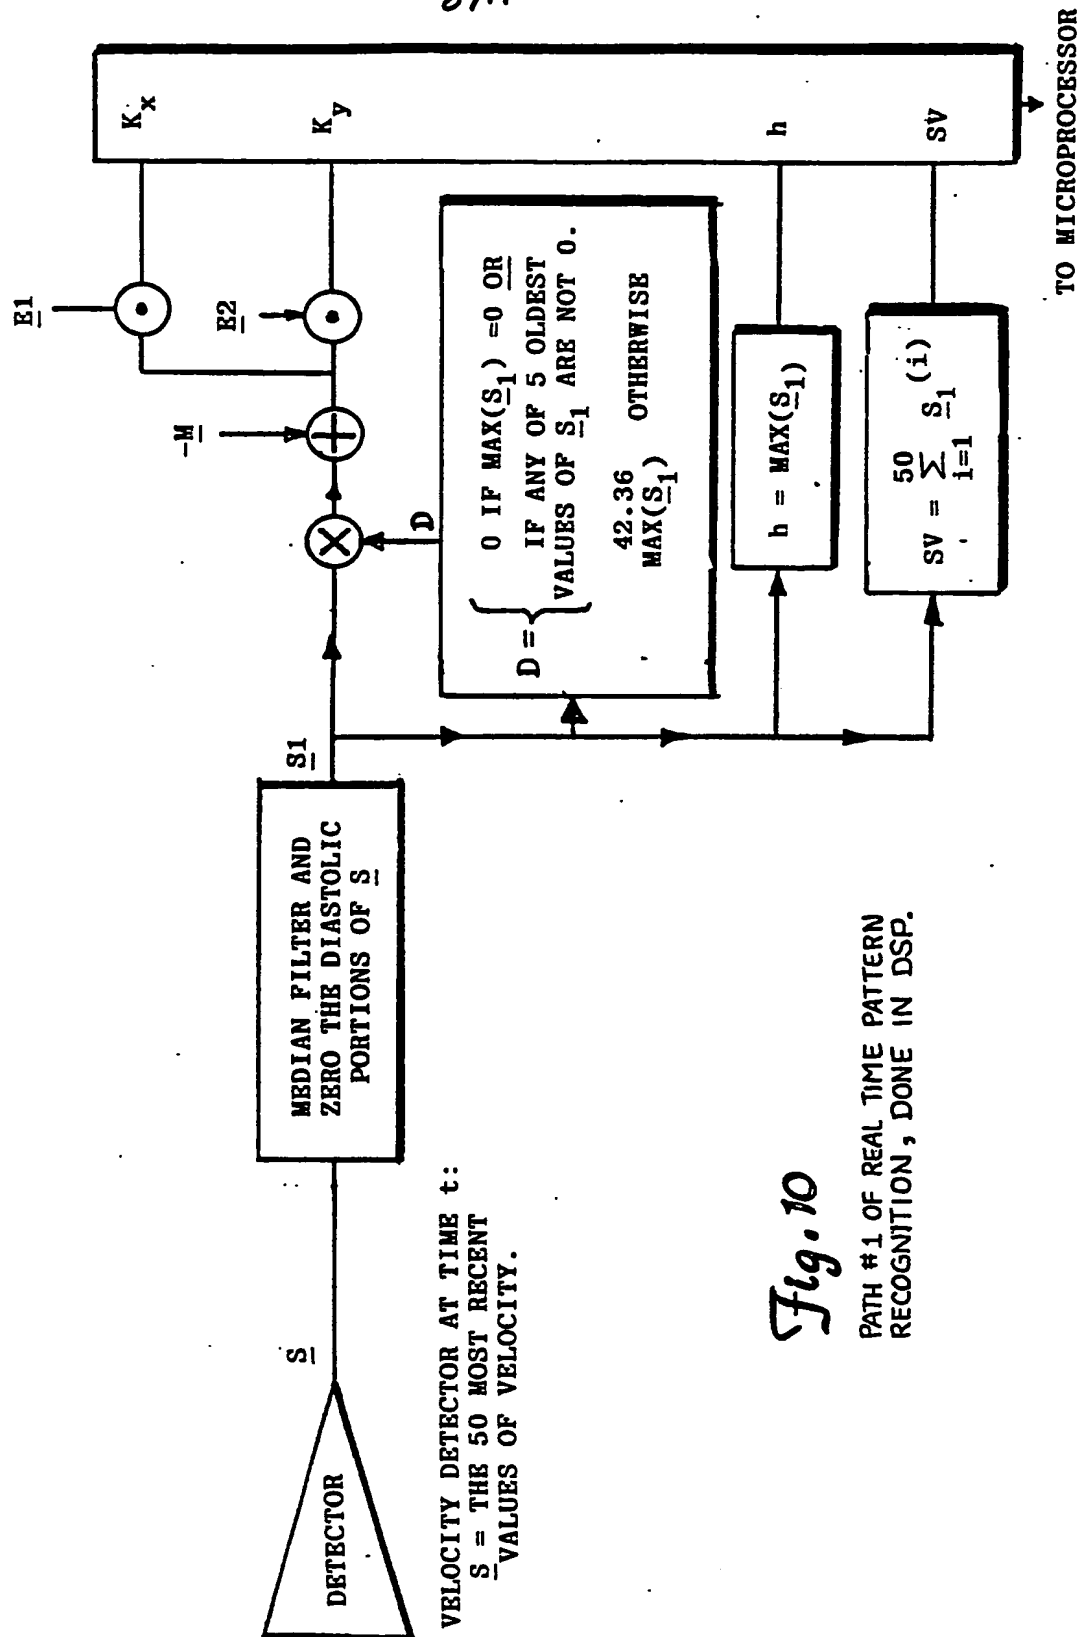 DETECTOR
S
VELOCITY DETECTOR AT TIME t:
S = THE 50 MOST RECENT
VALUES OF VELOCITY.
MEDIAN FILTER AND
ZERO THE DIASTOLIC
PORTIONS OF S
S1
D
-M
E1
E2
D = { 0 IF MAX(S1) =0 OR
IF ANY OF 5 OLDEST
VALUES OF S1 ARE NOT 0.
42.36
MAX(S1) OTHERWISE
h = MAX(S1)
SV = 50 Σ i=1 S1 (i)
Kx
Ky
h
SV
TO MICROPROCESSOR
Fig. 10
PATH #1 OF REAL TIME PATTERN
RECOGNITION, DONE IN DSP.